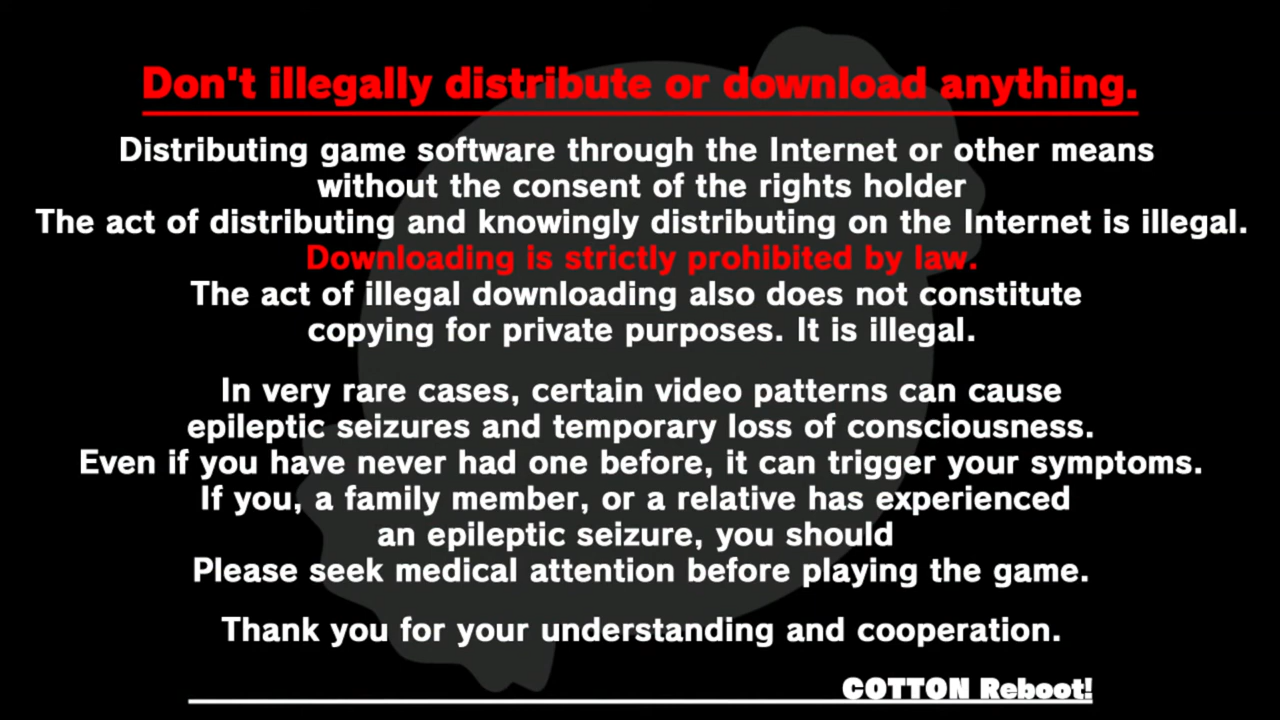 Don't illegally distribute or download anything.
Distributing game software through the Internet or other means
without the consent of the rights holder
The act of distributing and knowingly distributing on the Internet is illegal.
Downloading is strictly prohibited by law.
The act of illegal downloading also does not constitute
copying for private purposes. It is illegal.
In very rare cases, certain video patterns can cause
epileptic seizures and temporary loss of consciousness.
Even if you have never had one before, it can trigger your symptoms.
If you, a family member, or a relative has experienced
an epileptic seizure, you should
Please seek medical attention before playing the game.
Thank you for your understanding and cooperation.
COTTON Reboot!